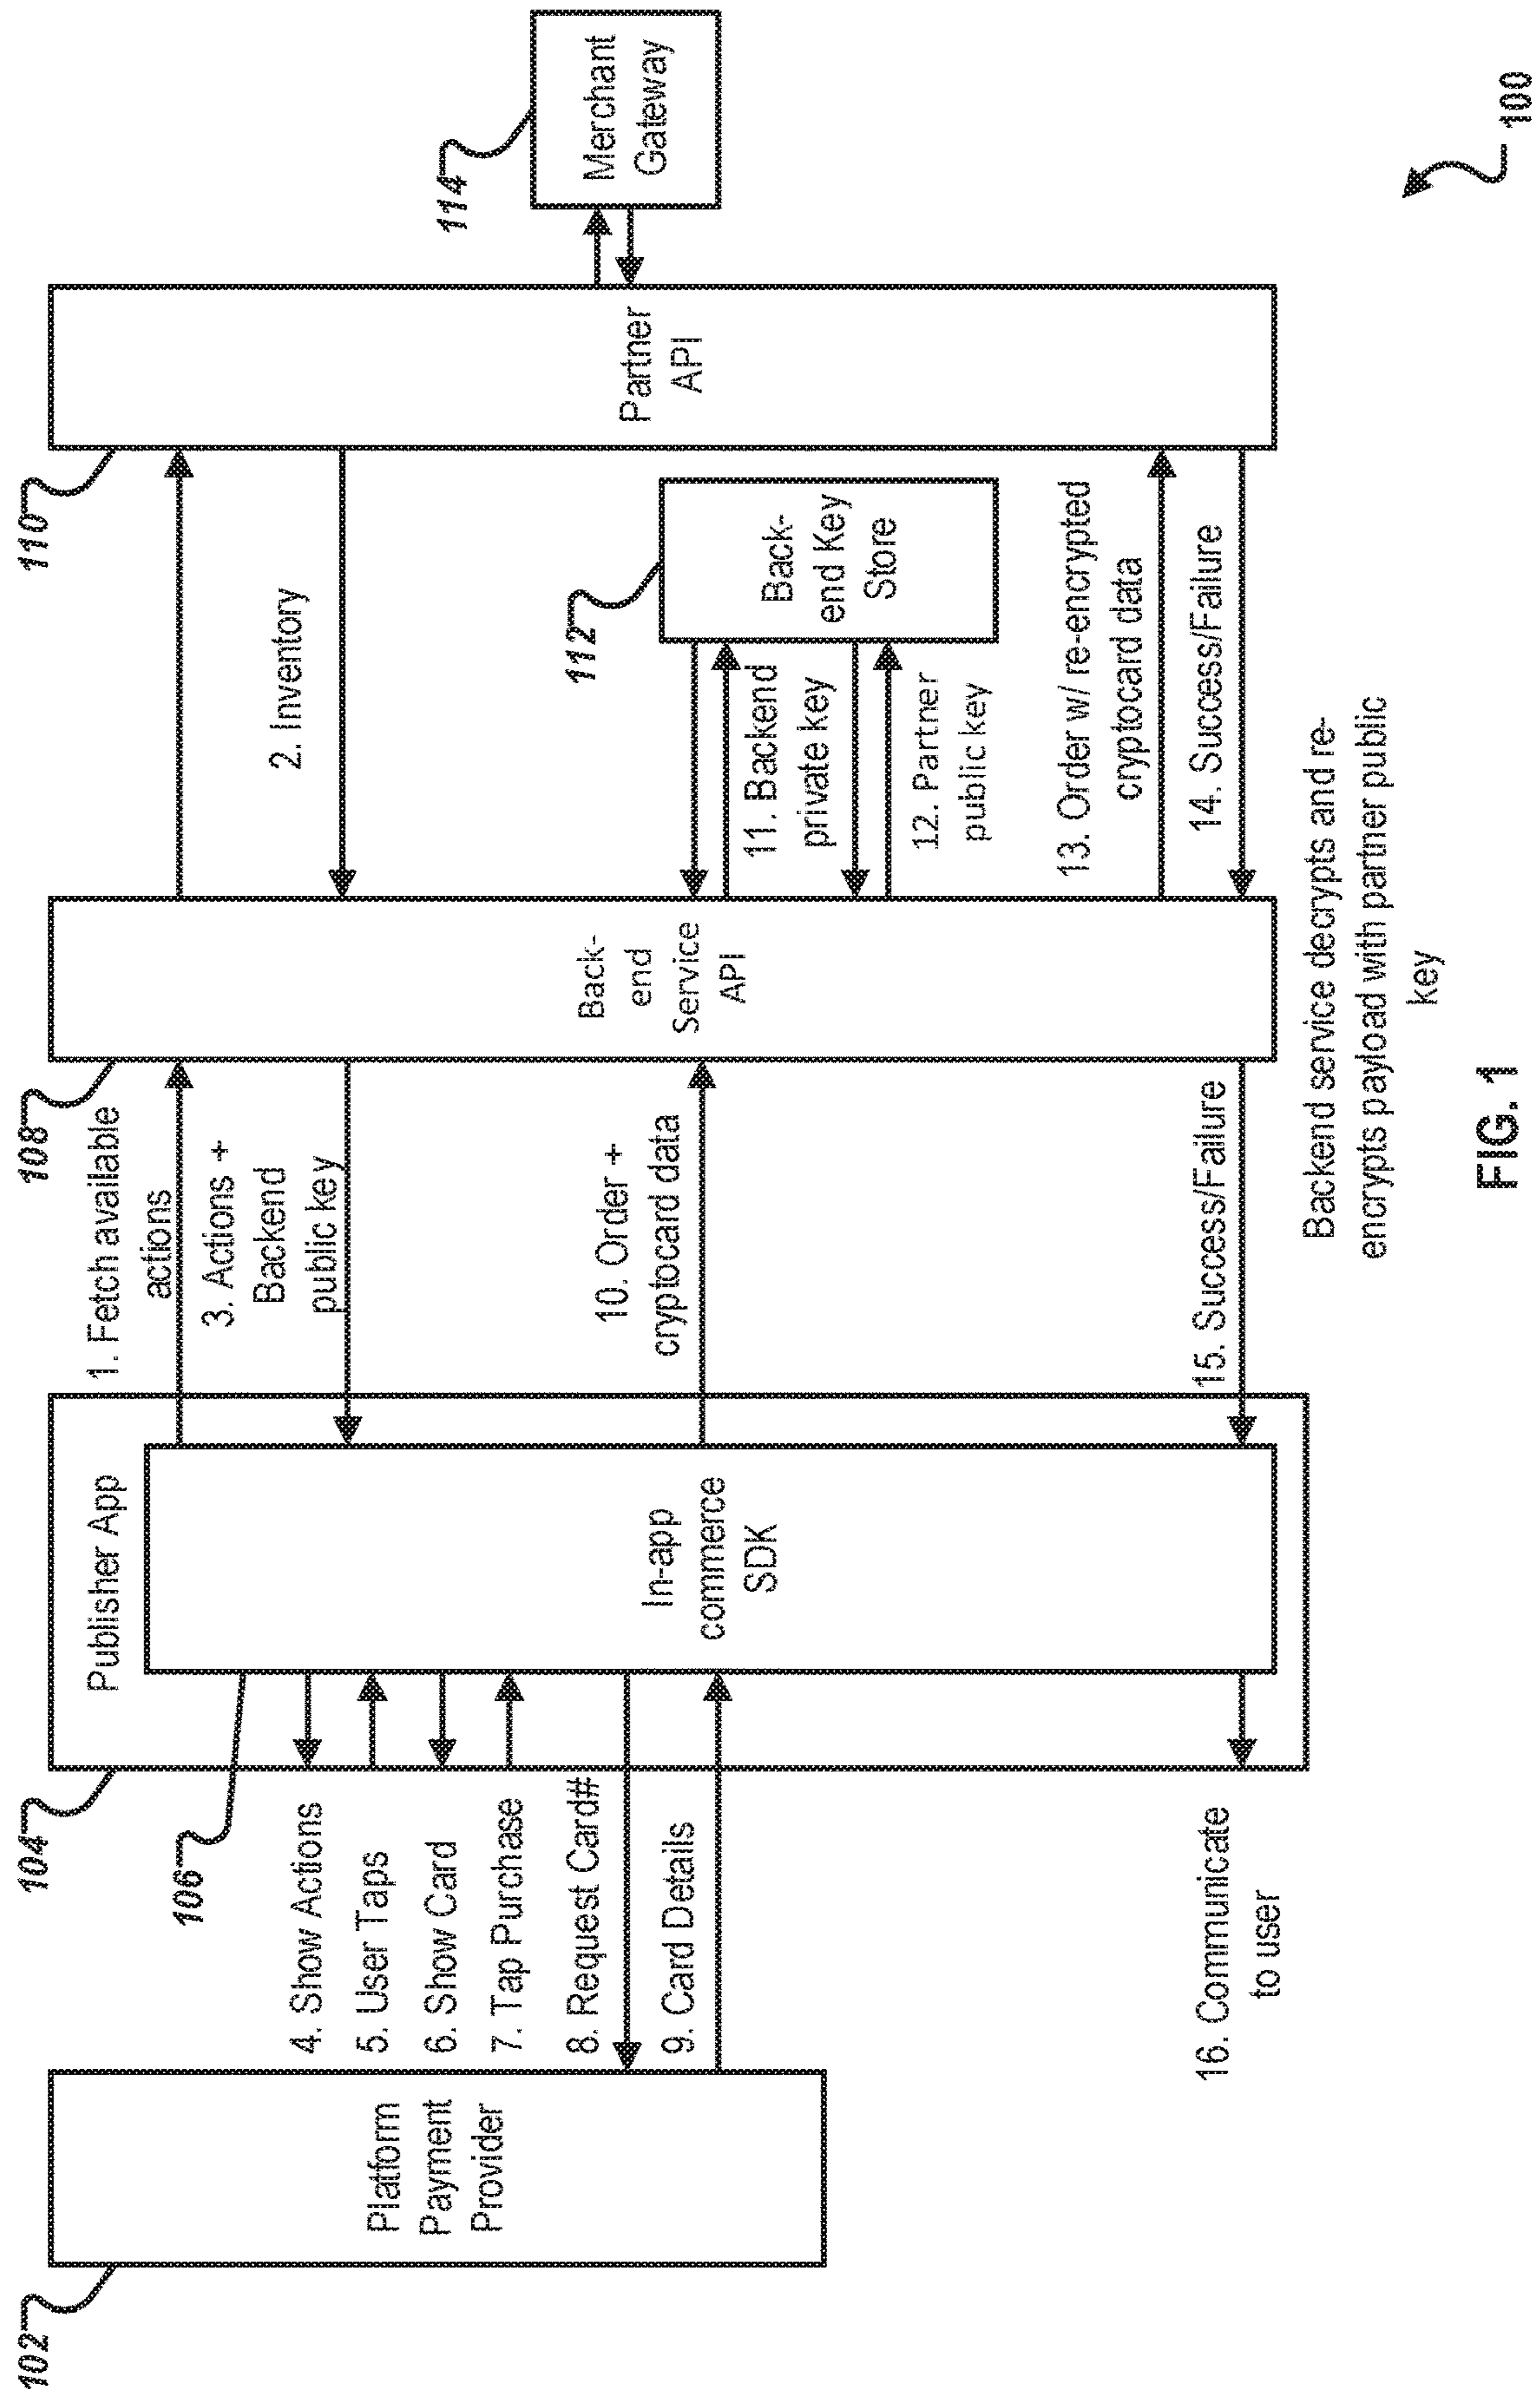 102
Platform
Payment
Provider
104
106
Publisher App
In-app
commerce
SDK
108
Back-
end
Service
API
110
Partner
API
112
Back-
end Key
Store
114
Merchant
Gateway
1. Fetch available
actions
2. Inventory
3. Actions +
Backend
public key
4. Show Actions
5. User Taps
6. Show Card
7. Tap Purchase
8. Request Card#
9. Card Details
10. Order +
cryptocard data
11. Backend
private key
12. Partner
public key
13. Order w/ re-encrypted
cryptocard data
14. Success/Failure
15. Success/Failure
16. Communicate
to user
Backend service decrypts and re-
encrypts payload with partner public
key
100
FIG. 1